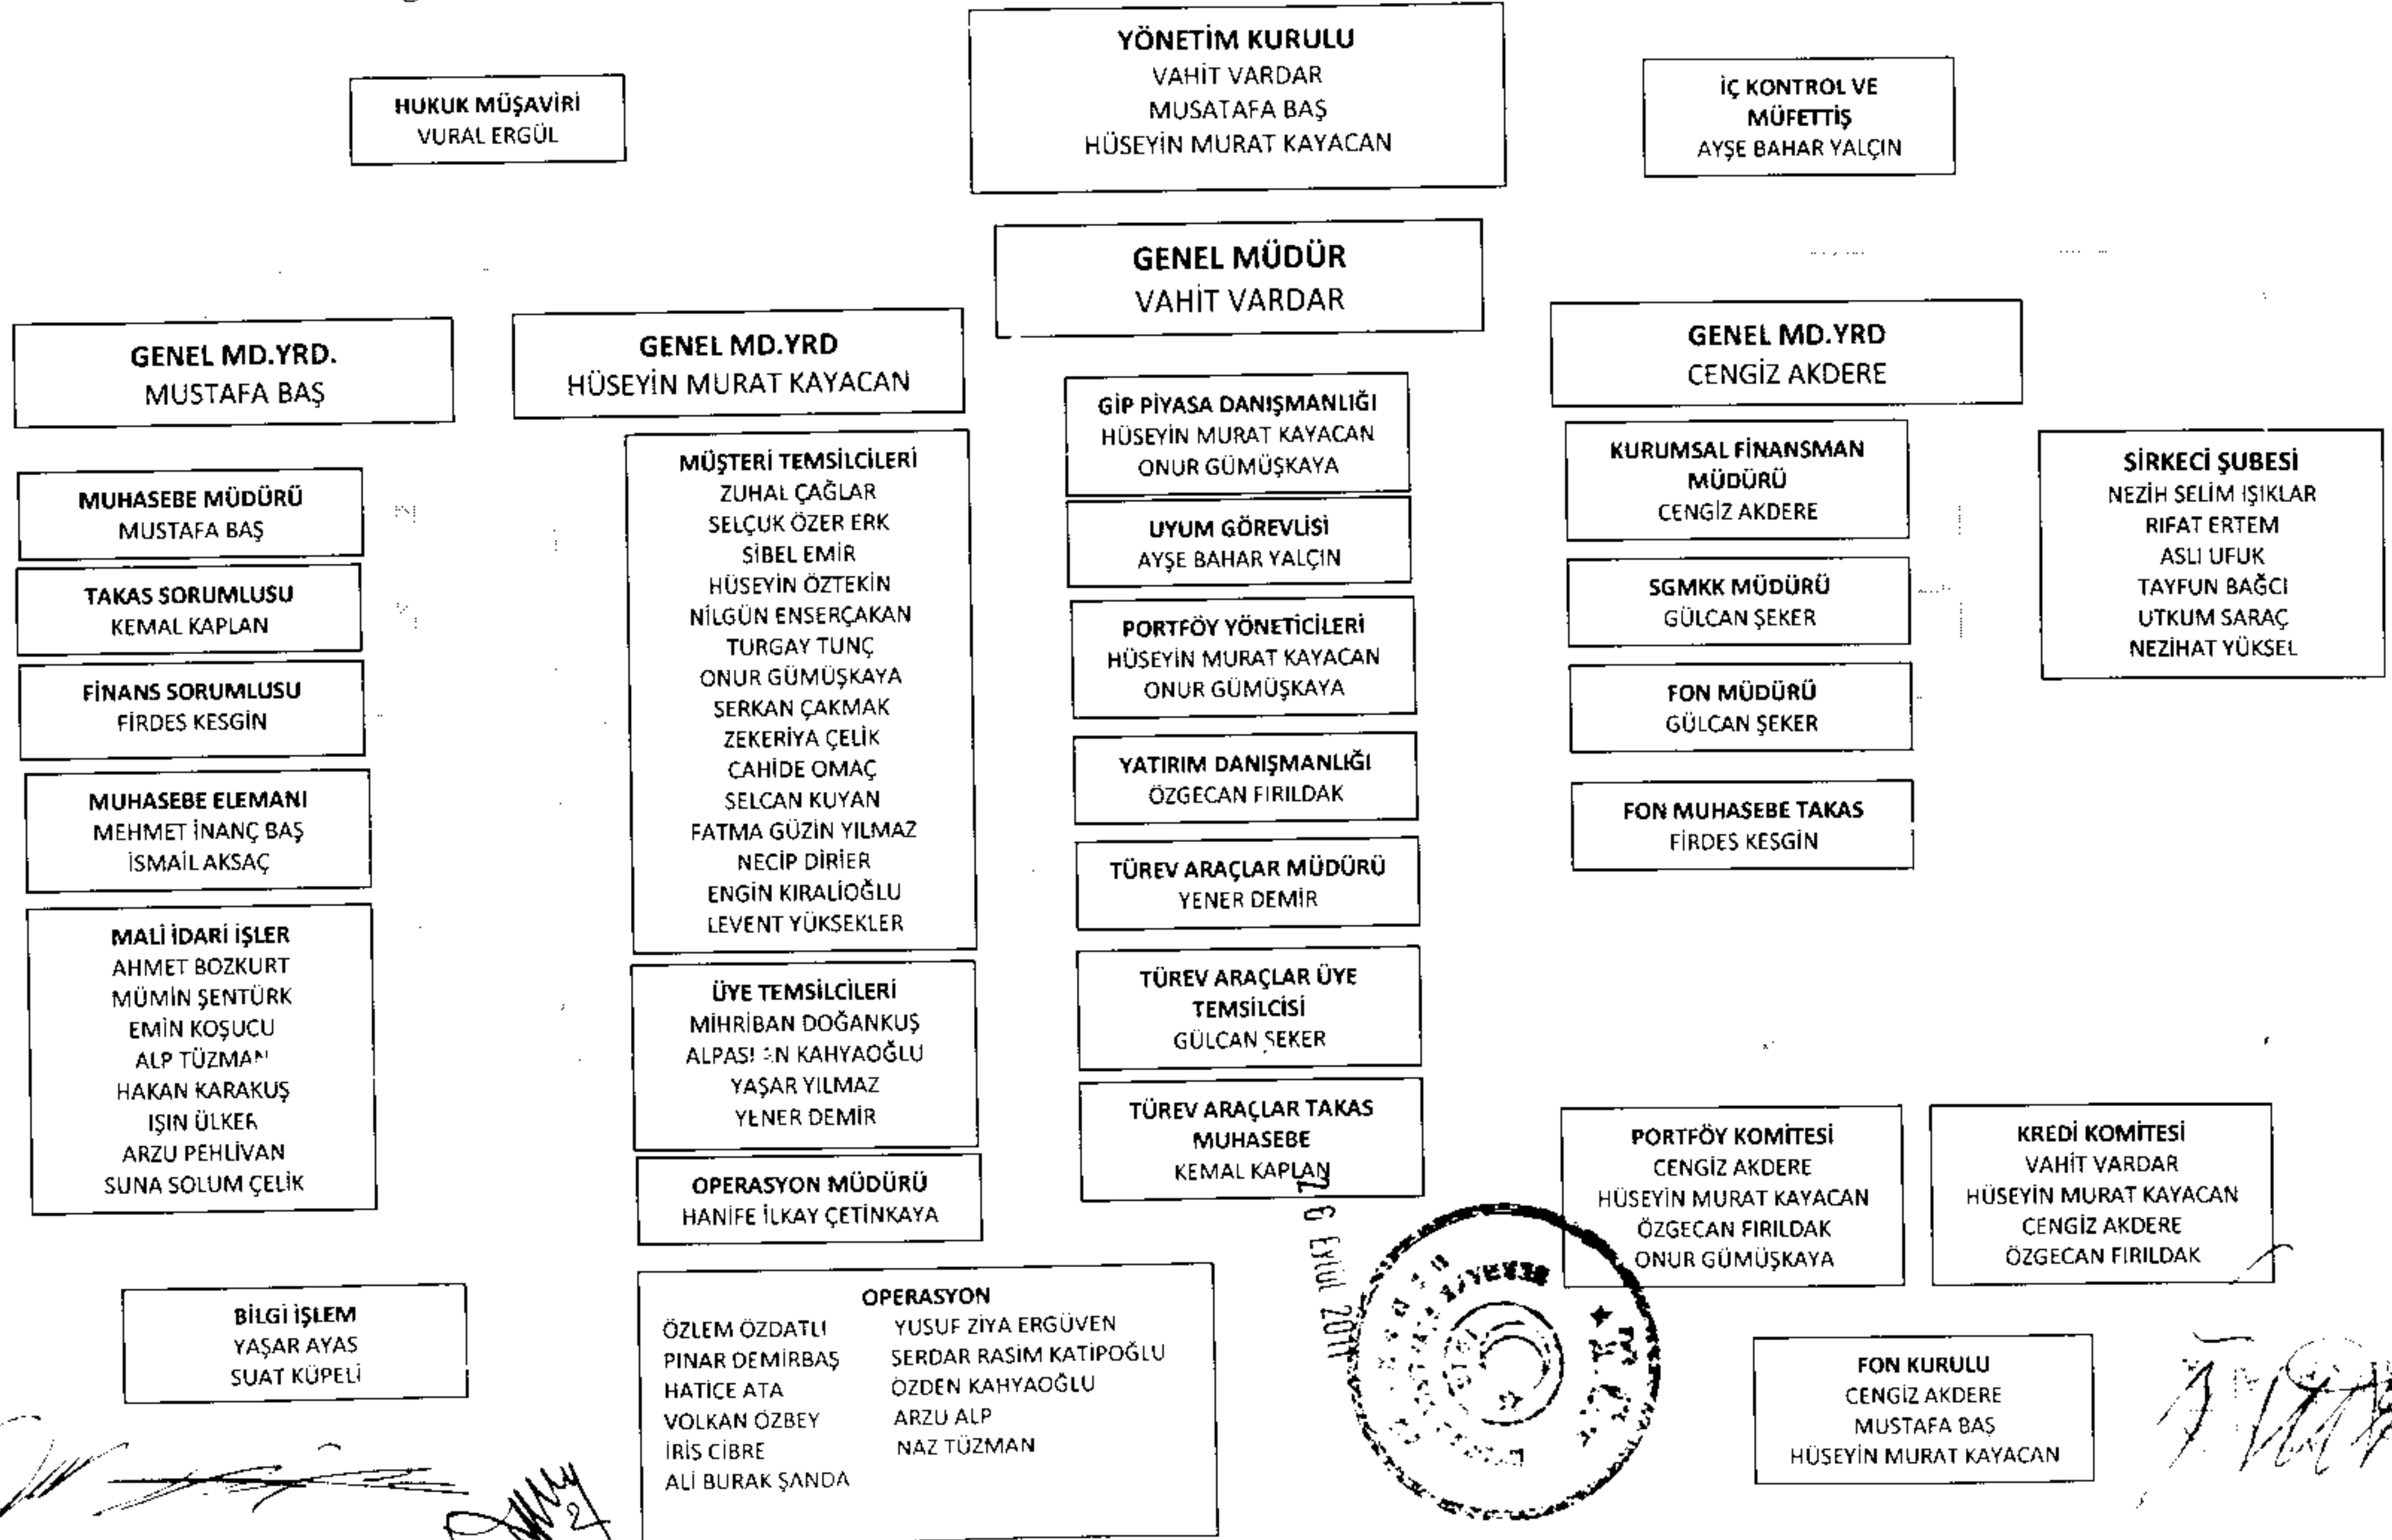 YÖNETİM KURULU
VAHİT VARDAR
MUSATAFA BAŞ
HÜSEYİN MURAT KAYACAN
HUKUK MÜŞAVİRİ
VURAL ERGÜL
İÇ KONTROL VE
MÜFETTİŞ
AYŞE BAHAR YALÇIN
GENEL MÜDÜR
VAHİT VARDAR
GENEL MD.YRD.
MUSTAFA BAŞ
GENEL MD.YRD
HÜSEYİN MURAT KAYACAN
GENEL MD.YRD
CENGİZ AKDERE
MUHASEBE MÜDÜRÜ
MUSTAFA BAŞ
TAKAS SORUMLUSU
KEMAL KAPLAN
FİNANS SORUMLUSU
FİRDES KESGİN
MUHASEBE ELEMANI
MEHMET İNANÇ BAŞ
İSMAİL AKSAÇ
MALİ İDARİ İŞLER
AHMET BOZKURT
MÜMİN ŞENTÜRK
EMİN KOŞUCU
ALP TÜZMAN
HAKAN KARAKUŞ
IŞIN ÜLKER
ARZU PEHLİVAN
SUNA SOLUM ÇELİK
BİLGİ İŞLEM
YAŞAR AYAS
SUAT KÜPELİ
MÜŞTERİ TEMSİLCİLERİ
ZUHAL ÇAĞLAR
SELÇUK ÖZER ERK
SİBEL EMİR
HÜSEYİN ÖZTEKİN
NİLGÜN ENSERÇAKAN
TURGAY TUNÇ
ONUR GÜMÜŞKAYA
SERKAN ÇAKMAK
ZEKERİYA ÇELİK
CAHİDE OMAÇ
SELCAN KUYAN
FATMA GÜZİN YILMAZ
NECİP DİRİER
ENGİN KIRALİOĞLU
LEVENT YÜKSEKLER
ÜYE TEMSİLCİLERİ
MİHRİBAN DOĞANKUŞ
ALPASLAN KAHYAOĞLU
YAŞAR YILMAZ
YENER DEMİR
OPERASYON MÜDÜRÜ
HANİFE İLKAY ÇETİNKAYA
OPERASYON
ÖZLEM ÖZDATLI YUSUF ZİYA ERGÜVEN
PINAR DEMİRBAŞ SERDAR RASİM KATİPOĞLU
HATİCE ATA ÖZDEN KAHYAOĞLU
VOLKAN ÖZBEY ARZU ALP
İRİS CİBRE NAZ TÜZMAN
ALİ BURAK ŞANDA
GİP PİYASA DANIŞMANLIĞI
HÜSEYİN MURAT KAYACAN
ONUR GÜMÜŞKAYA
UYUM GÖREVLİSİ
AYŞE BAHAR YALÇIN
PORTFÖY YÖNETİCİLERİ
HÜSEYİN MURAT KAYACAN
ONUR GÜMÜŞKAYA
YATIRIM DANIŞMANLIĞI
ÖZGECAN FIRILDAK
TÜREV ARAÇLAR MÜDÜRÜ
YENER DEMİR
TÜREV ARAÇLAR ÜYE
TEMSİLCİSİ
GÜLCAN ŞEKER
TÜREV ARAÇLAR TAKAS
MUHASEBE
KEMAL KAPLAN
KURUMSAL FİNANSMAN
MÜDÜRÜ
CENGİZ AKDERE
SGMKK MÜDÜRÜ
GÜLCAN ŞEKER
FON MÜDÜRÜ
GÜLCAN ŞEKER
FON MUHASEBE TAKAS
FİRDES KESGİN
SİRKECİ ŞUBESİ
NEZİH SELİM IŞIKLAR
RIFAT ERTEM
ASLI UFUK
TAYFUN BAĞCI
UTKUM SARAÇ
NEZİHAT YÜKSEL
PORTFÖY KOMİTESİ
CENGİZ AKDERE
HÜSEYİN MURAT KAYACAN
ÖZGECAN FIRILDAK
ONUR GÜMÜŞKAYA
KREDİ KOMİTESİ
VAHİT VARDAR
HÜSEYİN MURAT KAYACAN
CENGİZ AKDERE
ÖZGECAN FIRILDAK
FON KURULU
CENGİZ AKDERE
MUSTAFA BAŞ
HÜSEYİN MURAT KAYACAN
Eylül